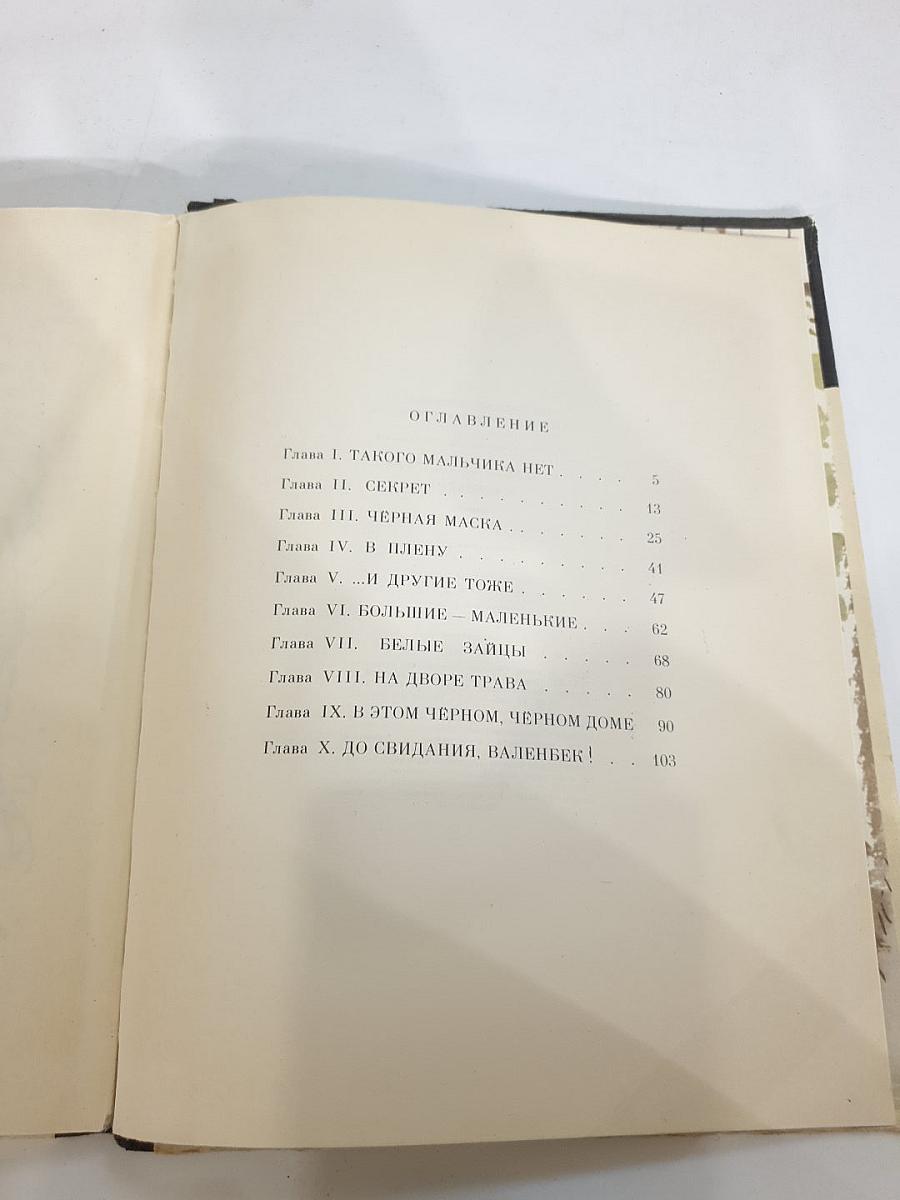 ОГЛАВЛЕНИЕ
Глава I. ТАКОГО МАЛЬЧИКА НЕТ . . . . 5
Глава II. СЕКРЕТ . . . . . . . . . 13
Глава III. ЧЁРНАЯ МАСКА . . . . . . 25
Глава IV. В ПЛЕНУ . . . . . . . . 41
Глава V. ...И ДРУГИЕ ТОЖЕ . . . . . . 47
Глава VI. БОЛЬШИЕ — МАЛЕНЬКИЕ . . . 62
Глава VII. БЕЛЫЕ ЗАЙЦЫ . . . . . 68
Глава VIII. НА ДВОРЕ ТРАВА . . . . . 80
Глава IX. В ЭТОМ ЧЁРНОМ, ЧЁРНОМ ДОМЕ 90
Глава X. ДО СВИДАНИЯ, ВАЛЕНБЕК! . . 103